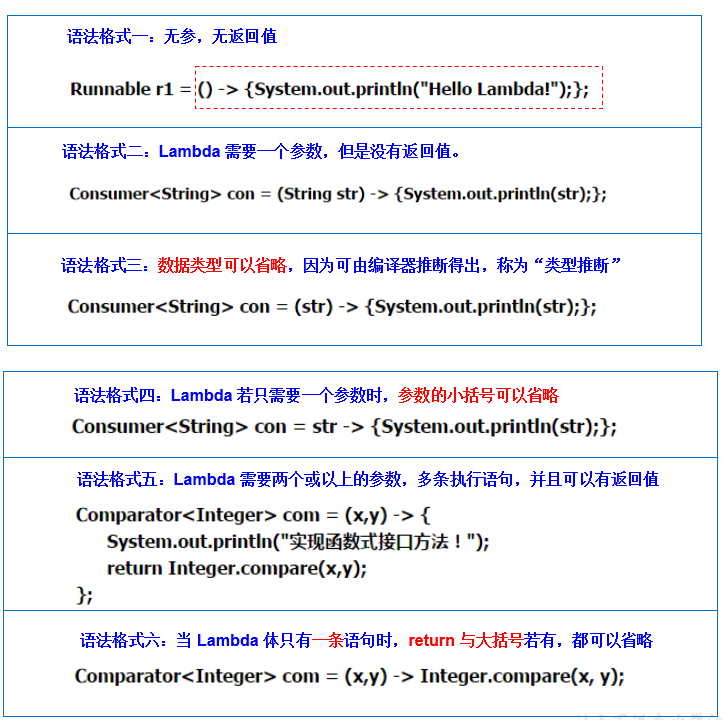 语法格式一：无参，无返回值
Runnable r1 = () -> {System.out.println("Hello Lambda!");};
语法格式二：Lambda 需要一个参数，但是没有返回值。
Consumer<String> con = (String str) -> {System.out.println(str);};
语法格式三：数据类型可以省略，因为可由编译器推断得出，称为“类型推断”
Consumer<String> con = (str) -> {System.out.println(str);};
语法格式四：Lambda 若只需要一个参数时，参数的小括号可以省略
Consumer<String> con = str -> {System.out.println(str);};
语法格式五：Lambda 需要两个或以上的参数，多条执行语句，并且可以有返回值
Comparator<Integer> com = (x,y) -> {
System.out.println("实现函数式接口方法！");
return Integer.compare(x,y);
};
语法格式六：当 Lambda 体只有一条语句时，return 与大括号若有，都可以省略
Comparator<Integer> com = (x,y) -> Integer.compare(x, y);